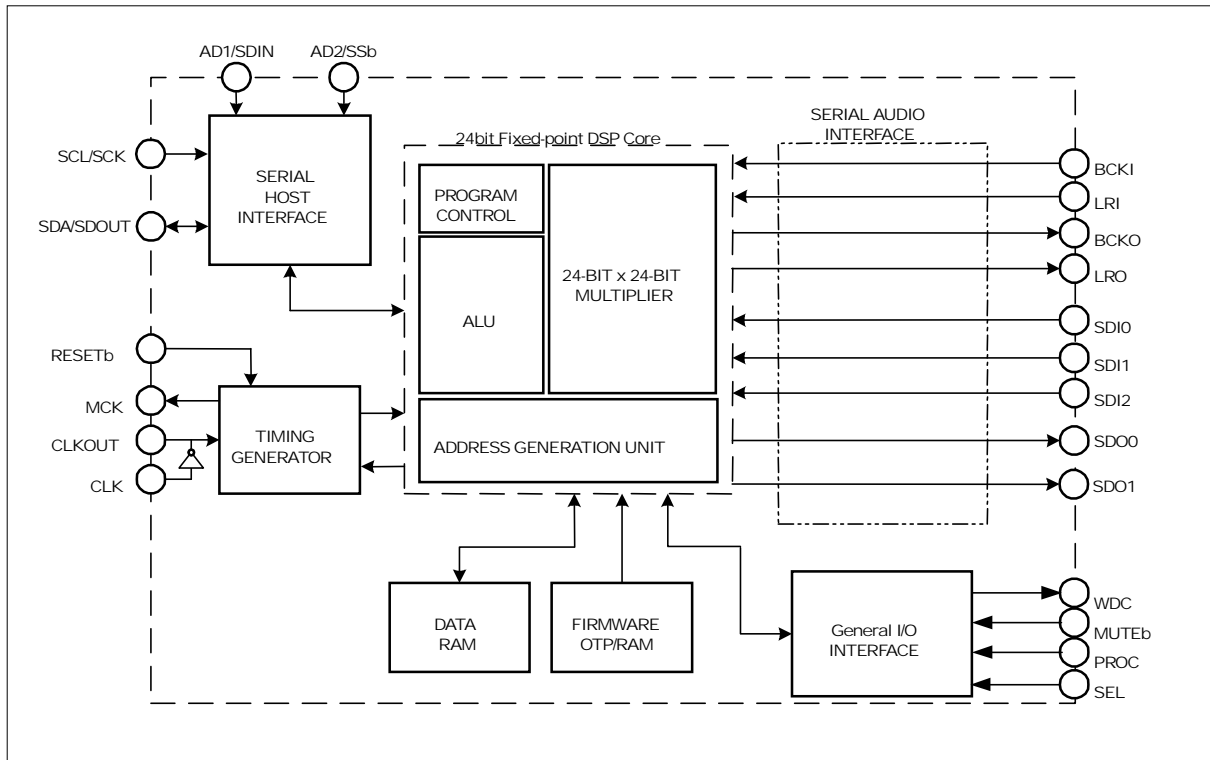 AD1/SDIN
AD2/SSb
SCL/SCK
SDA/SDOUT
SERIAL
HOST
INTERFACE
24bit Fixed-point DSP Core
PROGRAM
CONTROL
ALU
24-BIT x 24-BIT
MULTIPLIER
ADDRESS GENERATION UNIT
SERIAL AUDIO
INTERFACE
BCKI
LRI
BCKO
LRO
SDI0
SDI1
SDI2
SDO0
SDO1
RESETb
MCK
CLKOUT
CLK
TIMING
GENERATOR
DATA
RAM
FIRMWARE
OTP/RAM
General I/O
INTERFACE
WDC
MUTEb
PROC
SEL